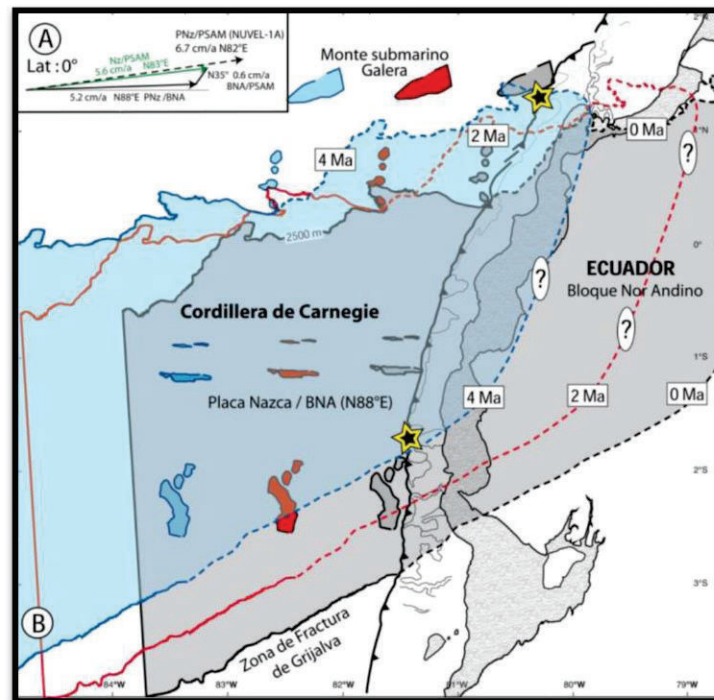 A
Lat : 0°
PNz/PSAM (NUVEL-1A)
6.7 cm/a N82°E
Nz/PSAM
5.6 cm/a N83°E
N35° 0.6 cm/a
BNA/PSAM
5.2 cm/a N88°E PNz /BNA
Monte submarino
Galera
2°N
4 Ma
2 Ma
0 Ma
?
2500 m
0°
ECUADOR
Bloque Nor Andino
?
?
Cordillera de Carnegie
1°S
Placa Nazca / BNA (N88°E)
4 Ma
2 Ma
0 Ma
2°S
3°S
B
Zona de Fractura
de Grijalva
84°W
83°W
82°W
81°W
80°W
79°W